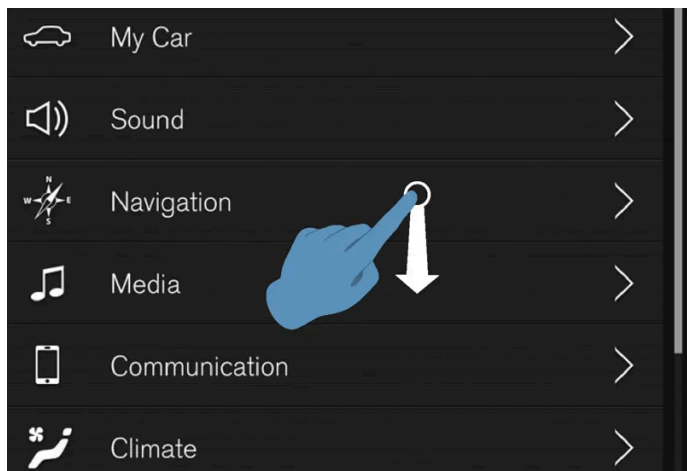 My Car
Sound
N
W E
S
Navigation
Media
Communication
Climate